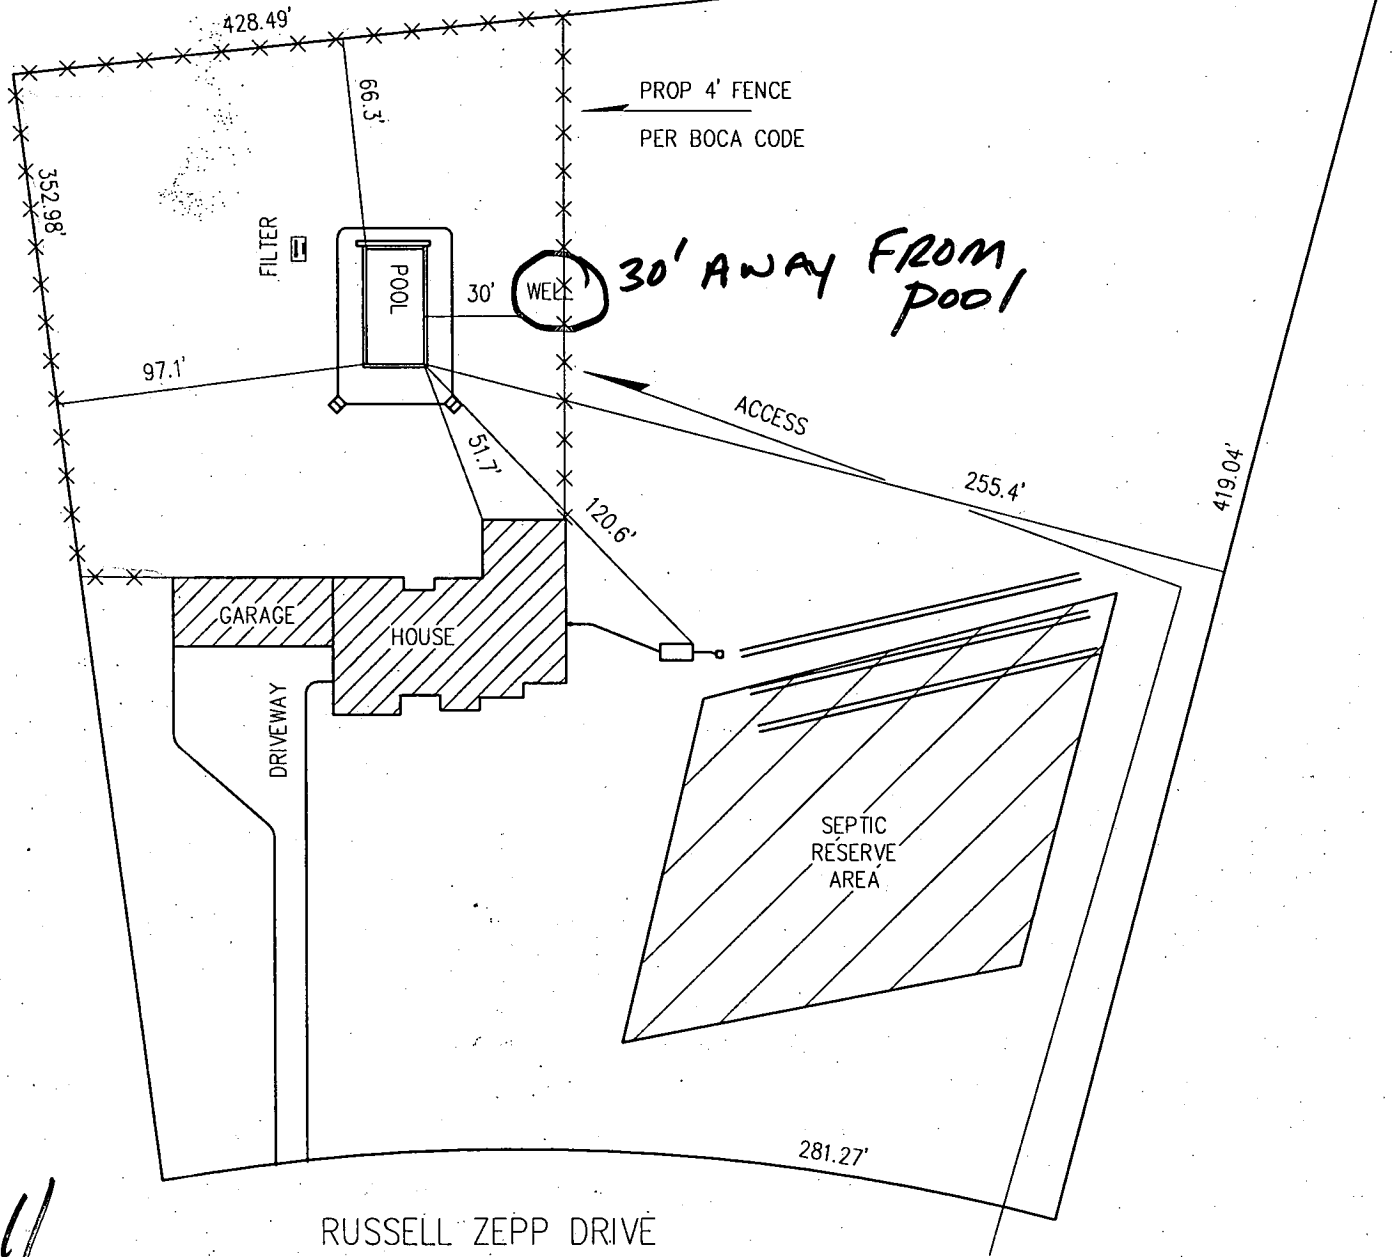 428.49'
66.3'
PROP 4' FENCE
PER BOCA CODE
352.98'
FILTER
POOL
30'
WELL
30' AWAY FROM
POOL
97.1'
ACCESS
51.7'
255.4'
419.04'
120.6'
GARAGE
HOUSE
DRIVEWAY
SEPTIC
RESERVE
AREA
281.27'
RUSSELL ZEPP DRIVE